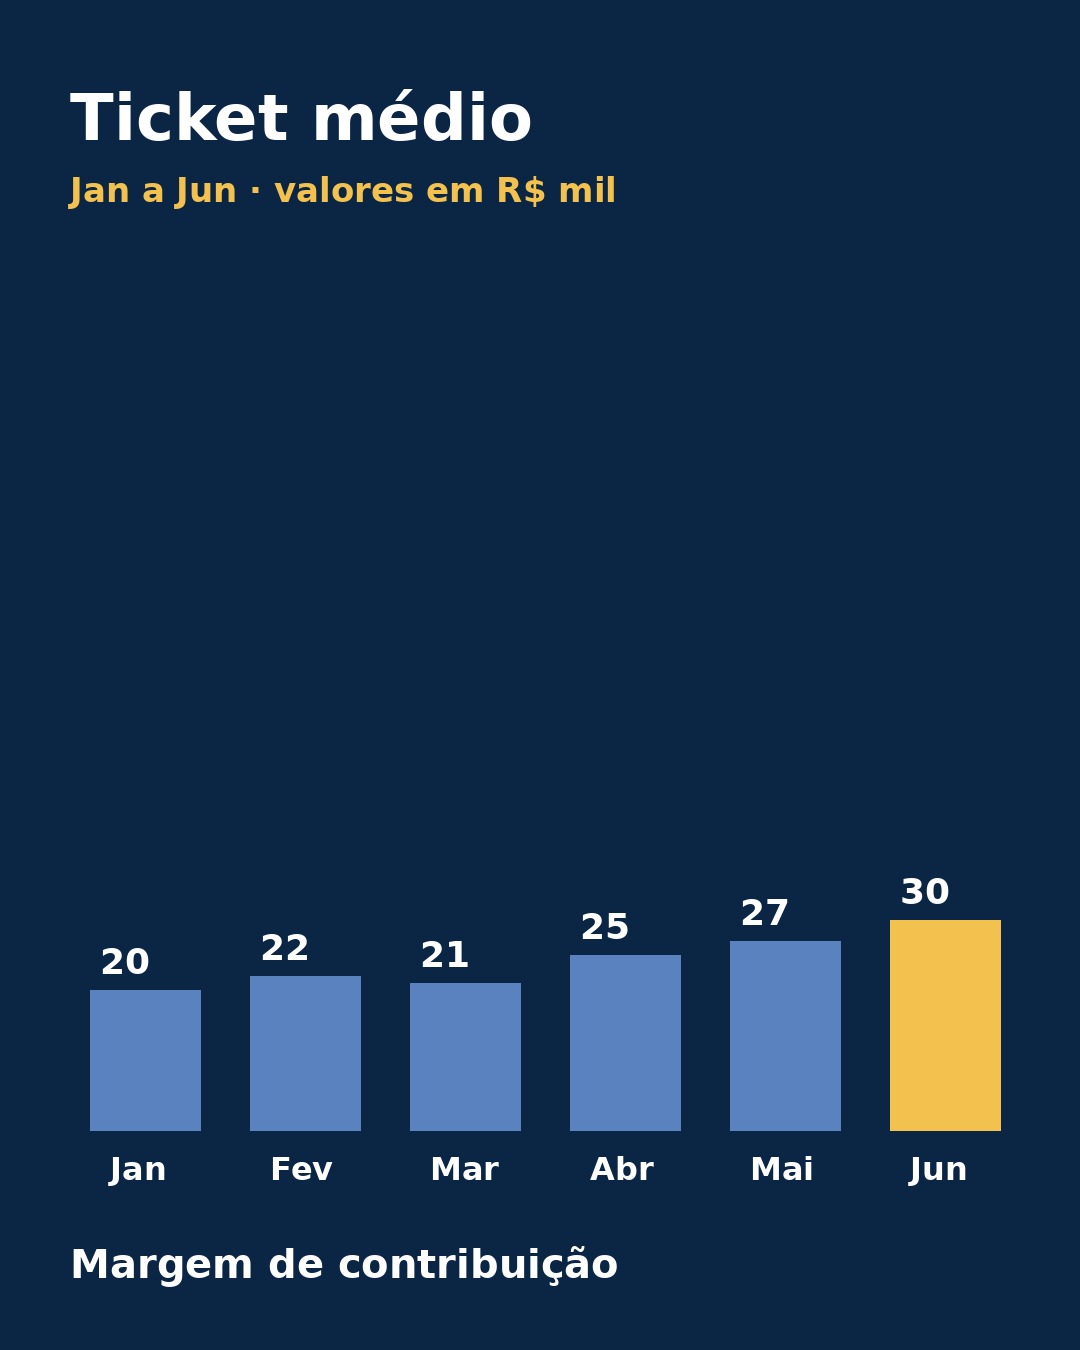 Ticket médio
Jan a Jun · valores em R$ mil
20 22 21 25 27 30
Jan Fev Mar Abr Mai Jun
Margem de contribuição